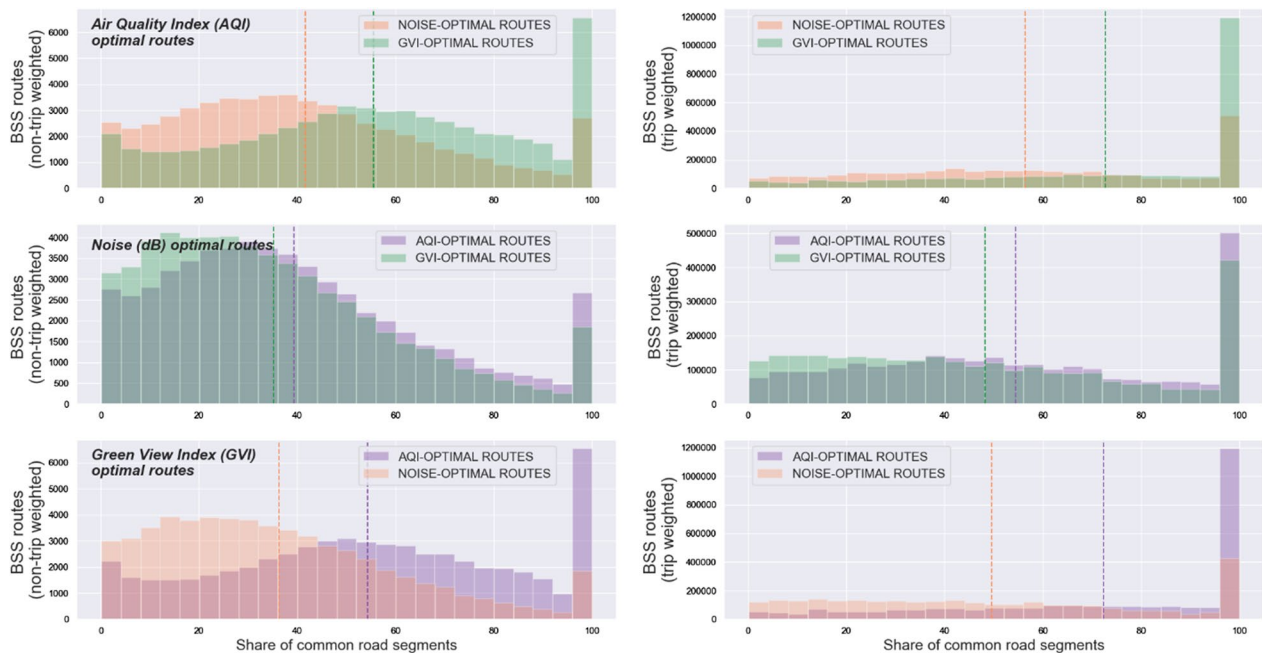 Air Quality Index (AQI)
optimal routes
NOISE-OPTIMAL ROUTES
GVI-OPTIMAL ROUTES
BSS routes
(non-trip weighted)
6000
5000
4000
3000
2000
1000
0
0 20 40 60 80 100
NOISE-OPTIMAL ROUTES
GVI-OPTIMAL ROUTES
BSS routes
(trip weighted)
1200000
1000000
800000
600000
400000
200000
0
0 20 40 60 80 100
Noise (dB) optimal routes
AQI-OPTIMAL ROUTES
GVI-OPTIMAL ROUTES
BSS routes
(non-trip weighted)
4000
3500
3000
2500
2000
1500
1000
500
0
0 20 40 60 80 100
AQI-OPTIMAL ROUTES
GVI-OPTIMAL ROUTES
BSS routes
(trip weighted)
500000
400000
300000
200000
100000
0
0 20 40 60 80 100
Green View Index (GVI)
optimal routes
AQI-OPTIMAL ROUTES
NOISE-OPTIMAL ROUTES
BSS routes
(non-trip weighted)
6000
5000
4000
3000
2000
1000
0
0 20 40 60 80 100
Share of common road segments
AQI-OPTIMAL ROUTES
NOISE-OPTIMAL ROUTES
BSS routes
(trip weighted)
1200000
1000000
800000
600000
400000
200000
0
0 20 40 60 80 100
Share of common road segments